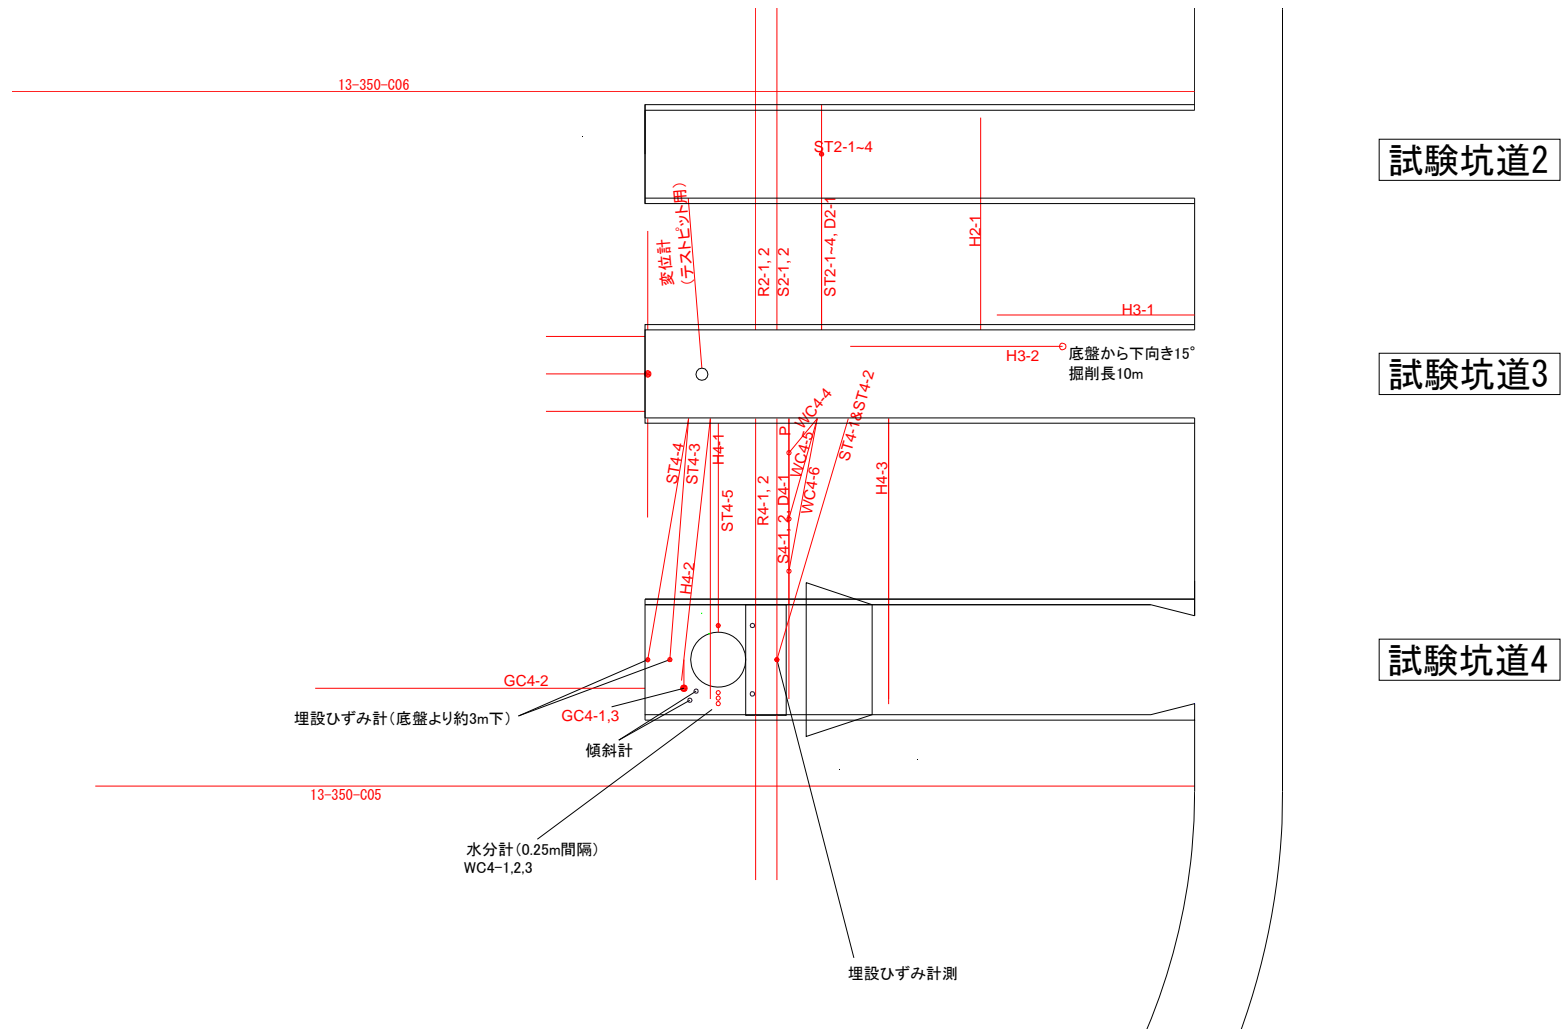 13-350-C06
ST2-1~4
試験坑道2
変位計
(テストピット用)
R2-1, 2
S2-1, 2
ST2-1~4, D2-1
H2-1
H3-1
H3-2
底盤から下向き15°
掘削長10m
試験坑道3
ST4-4
ST4-3
H4-1
ST4-5
H4-2
R4-1, 2
S4-1, 2, D4-1
P
WC4-4
WC4-5
WC4-6
ST4-1&ST4-2
H4-3
試験坑道4
GC4-2
埋設ひずみ計(底盤より約3m下)
GC4-1,3
傾斜計
13-350-C05
水分計(0.25m間隔)
WC4-1,2,3
埋設ひずみ計測